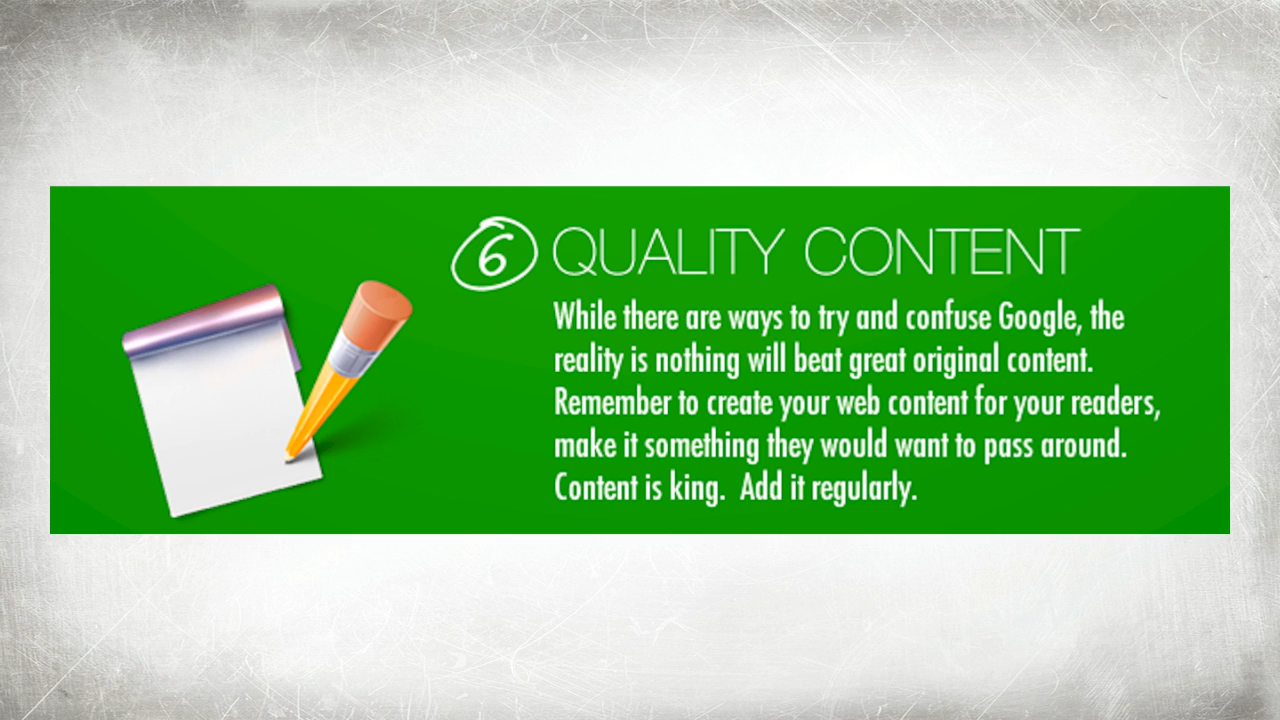 6 QUALITY CONTENT
While there are ways to try and confuse Google, the
reality is nothing will beat great original content.
Remember to create your web content for your readers,
make it something they would want to pass around.
Content is king.  Add it regularly.